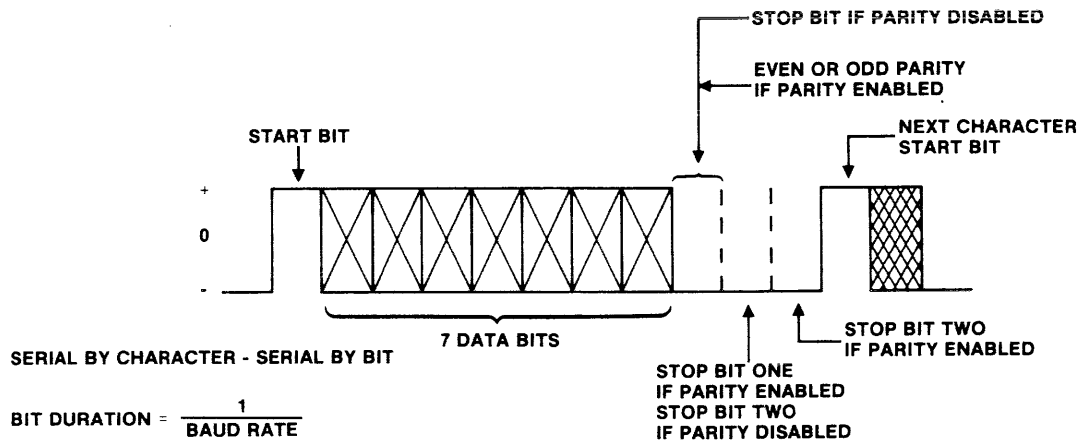 STOP BIT IF PARITY DISABLED
EVEN OR ODD PARITY
IF PARITY ENABLED
START BIT
NEXT CHARACTER
START BIT
+
0
-
7 DATA BITS
STOP BIT TWO
IF PARITY ENABLED
SERIAL BY CHARACTER - SERIAL BY BIT
STOP BIT ONE
IF PARITY ENABLED
STOP BIT TWO
IF PARITY DISABLED
BIT DURATION = 1
BAUD RATE